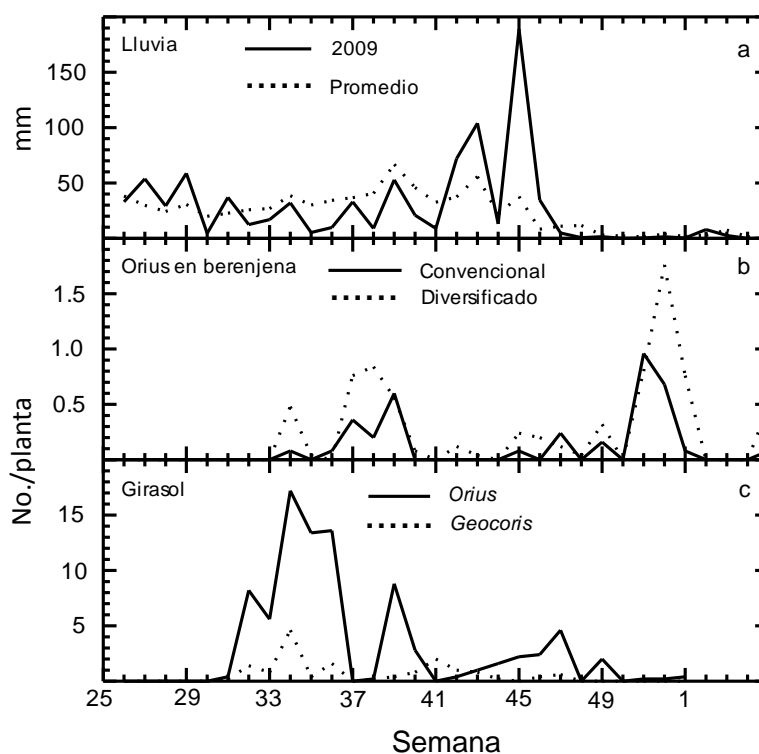 Lluvia
2009
a
Promedio
mm
150
100
50
Orius en berenjena
Convencional
b
Diversificado
1.5
1.0
0.5
No./planta
Girasol
Orius
c
Geocoris
15
10
5
25 29 33 37 41 45 49 1
Semana